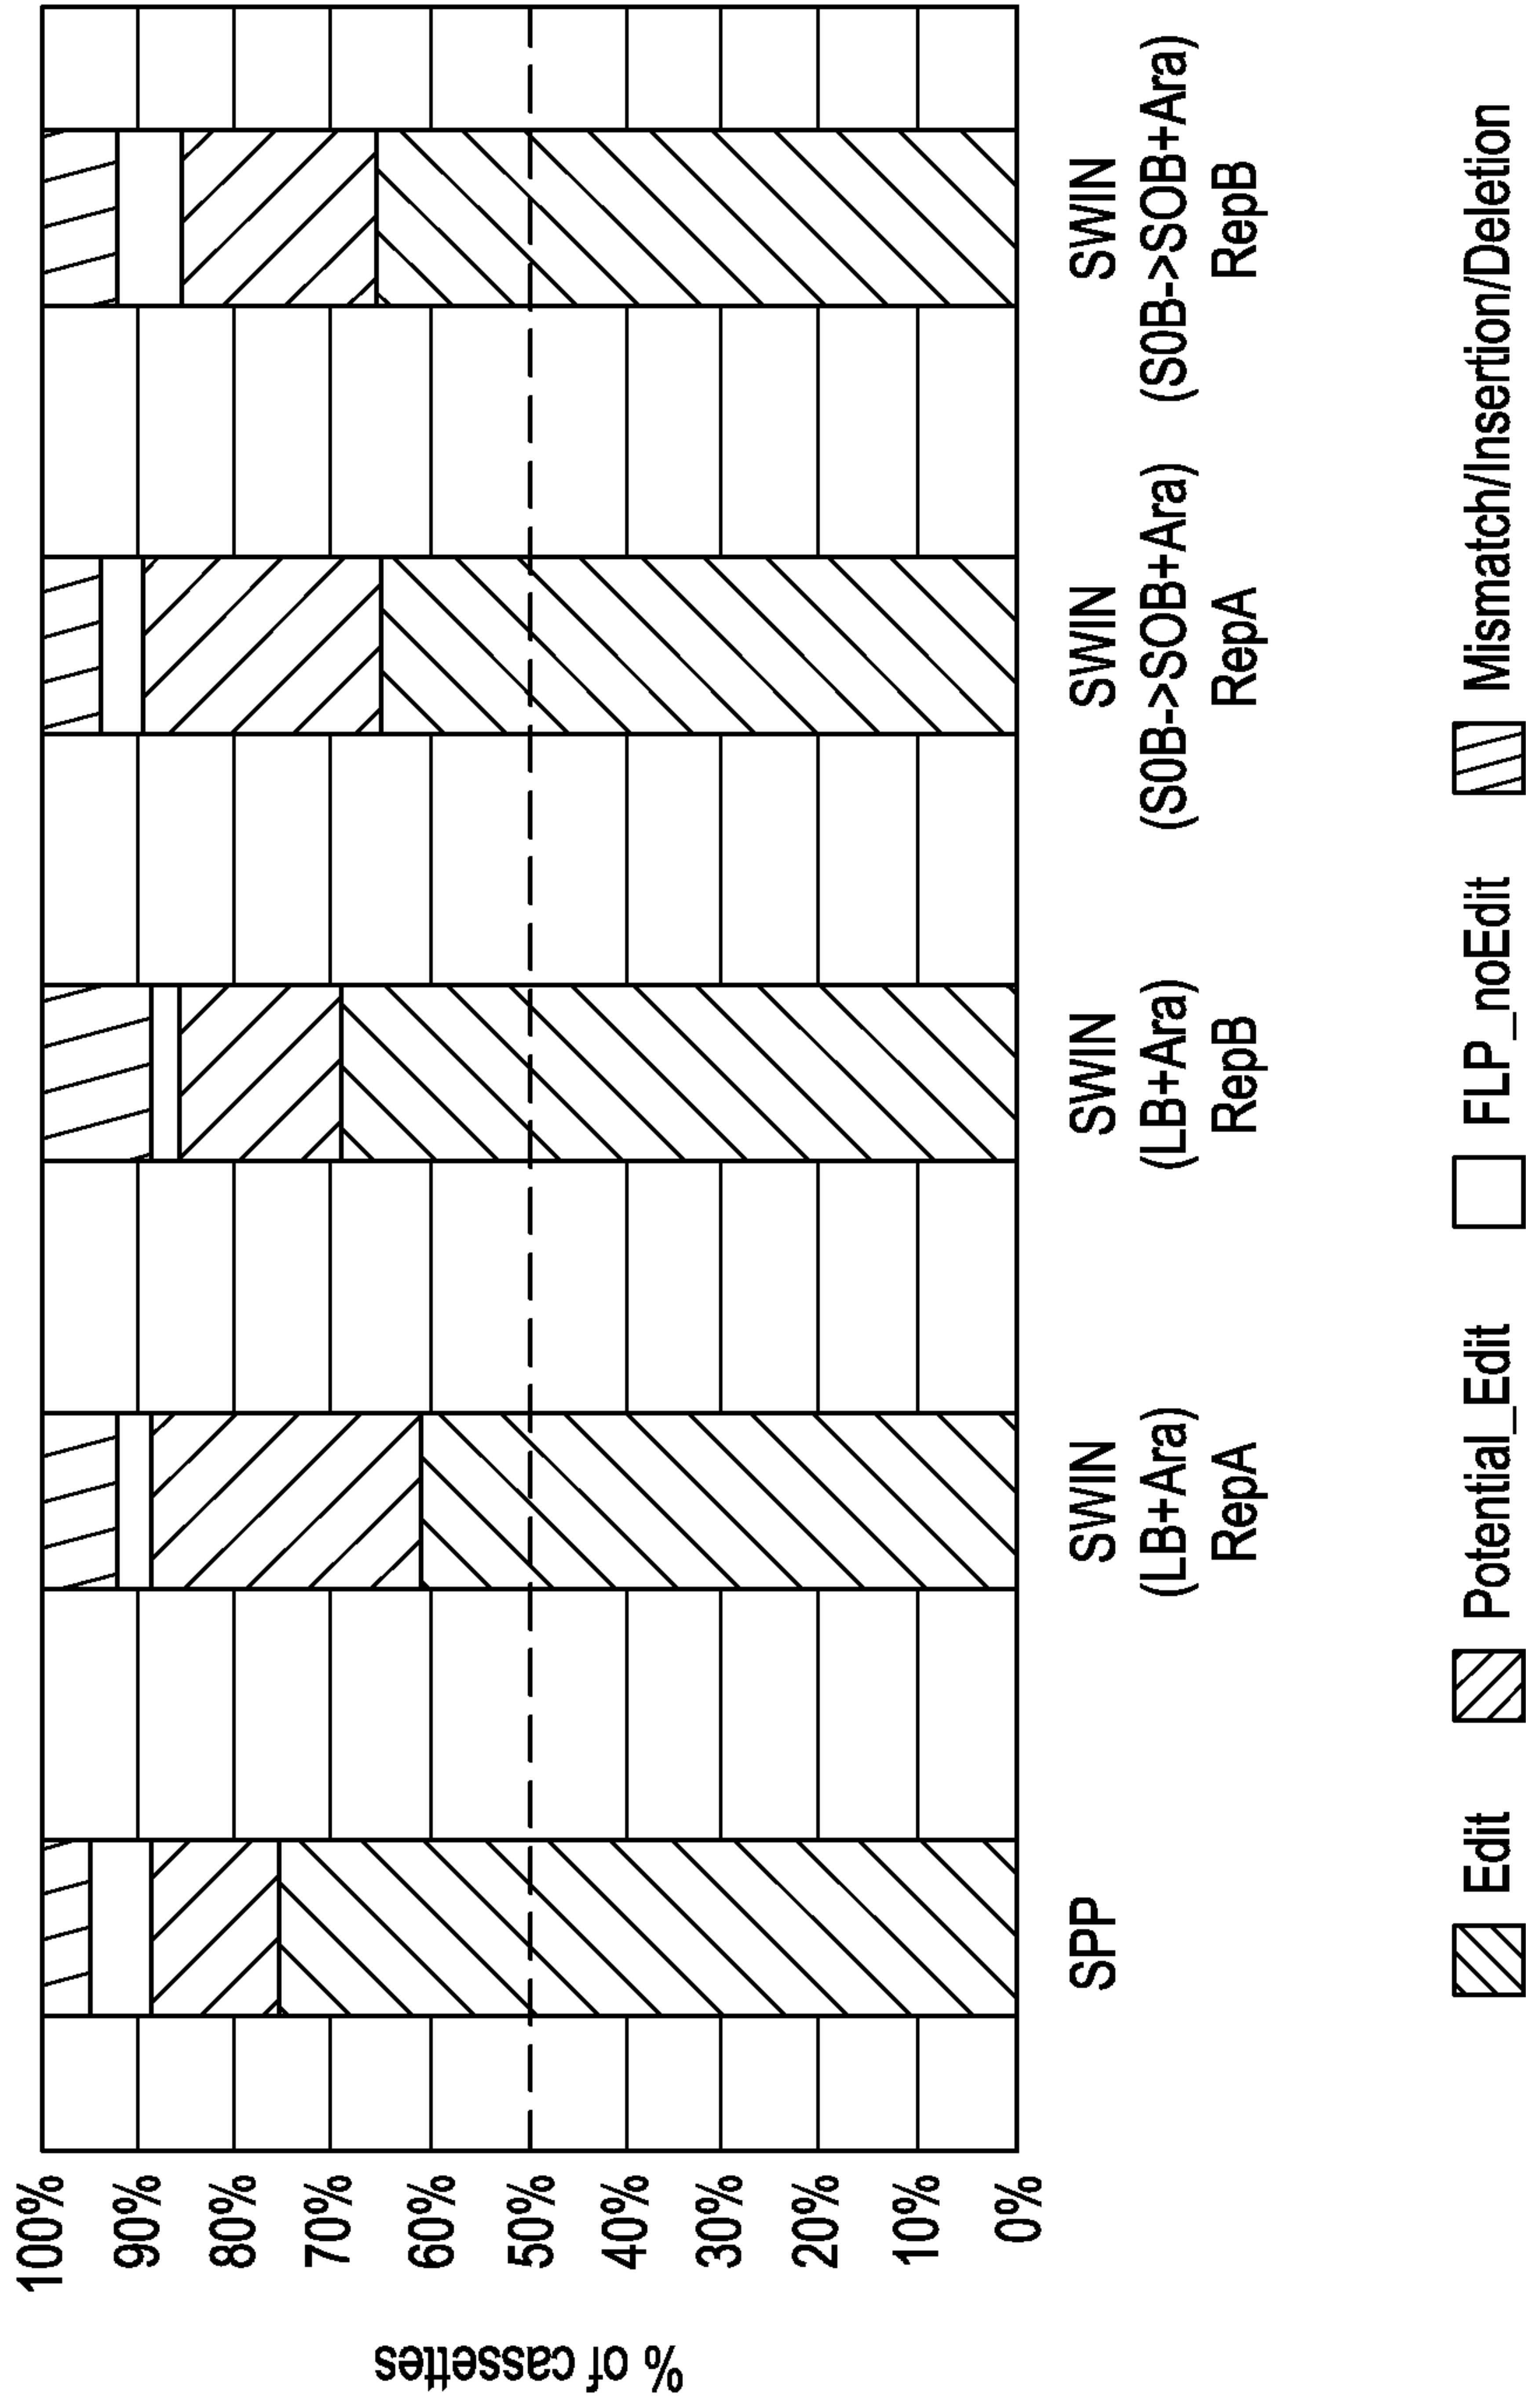 % of cassettes
100%
90%
80%
70%
60%
50%
40%
30%
20%
10%
0%
SPP
SWIN
(LB+Ara)
RepA
SWIN
(LB+Ara)
RepB
SWIN
(S0B->SOB+Ara)
RepA
SWIN
(S0B->SOB+Ara)
RepB
Edit
Potential_Edit
FLP_noEdit
Mismatch/Insertion/Deletion